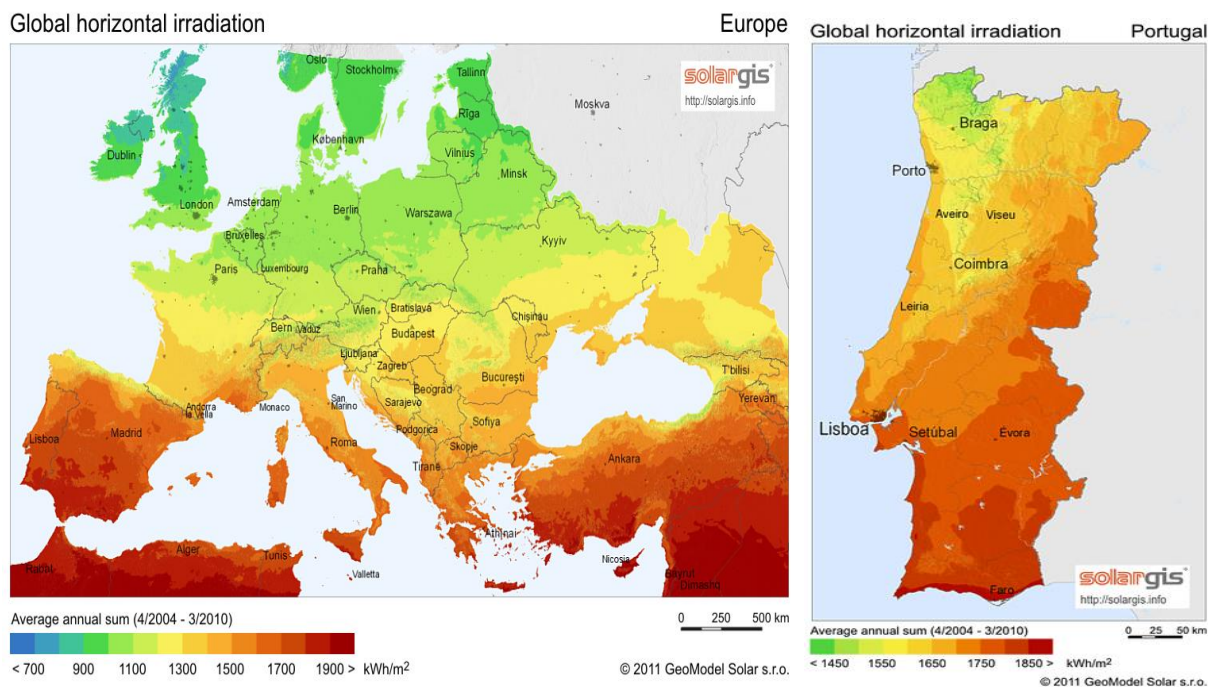 Global horizontal irradiation Europe
solargis
http://solargis.info
Oslo
Stockholm
Tallinn
Rīga
Moskva
København
Dublin
Vilnius
Minsk
London
Amsterdam
Berlin
Warszawa
Bruxelles
Kyyiv
Paris
Luxembourg
Praha
Wien
Bratislava
Chişinău
Bern
Vaduz
Budapest
Ljubljana
Zagreb
Bucureşti
T'bilisi
Beograd
Yerevan
Andorra
la Vella
Monaco
San
Marino
Sarajevo
Sofiya
Lisboa
Madrid
Roma
Podgorica
Skopje
Tiranë
Ankara
Athínai
Alger
Tunis
Nicosia
Rabat
Valletta
Bayrut
Dimashq
Average annual sum (4/2004 - 3/2010)
0 250 500 km
< 700 900 1100 1300 1500 1700 1900 > kWh/m²
© 2011 GeoModel Solar s.r.o.
Global horizontal irradiation Portugal
Braga
Porto
Aveiro
Viseu
Coimbra
Leiria
Lisboa
Setúbal
Évora
Faro
solargis
http://solargis.info
Average annual sum (4/2004 - 3/2010)
0 25 50 km
< 1450 1550 1650 1750 1850 > kWh/m²
© 2011 GeoModel Solar s.r.o.